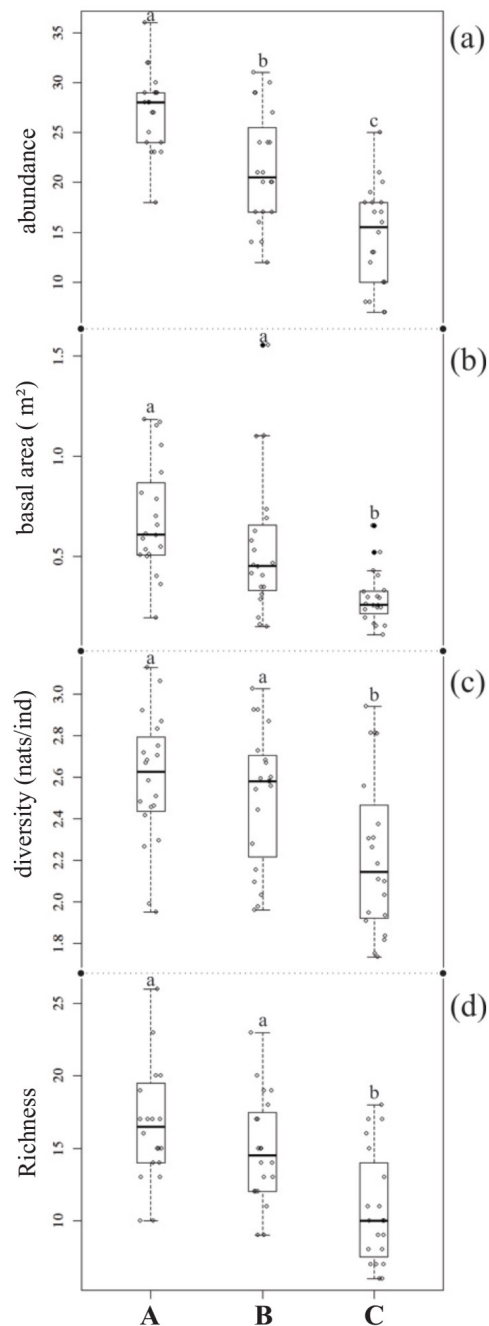 (a)
abundance
35
30
25
20
15
10
a
b
c
(b)
basal area ( m²)
1.5
1.0
0.5
a
a
b
(c)
diversity (nats/ind)
3.0
2.8
2.6
2.4
2.2
2.0
1.8
a
a
b
(d)
Richness
25
20
15
10
a
a
b
A B C